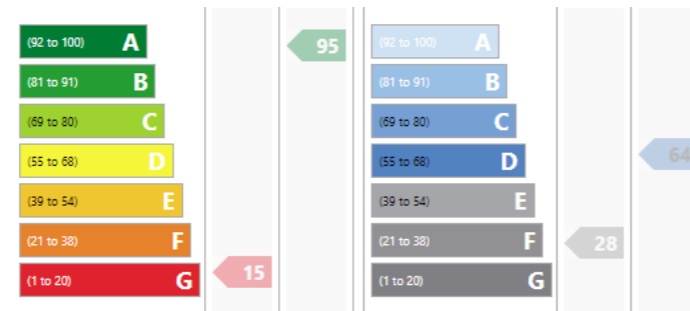 (92 to 100) A
(81 to 91) B
(69 to 80) C
(55 to 68) D
(39 to 54) E
(21 to 38) F
(1 to 20) G
15
95
(92 to 100) A
(81 to 91) B
(69 to 80) C
(55 to 68) D
(39 to 54) E
(21 to 38) F
(1 to 20) G
28
64